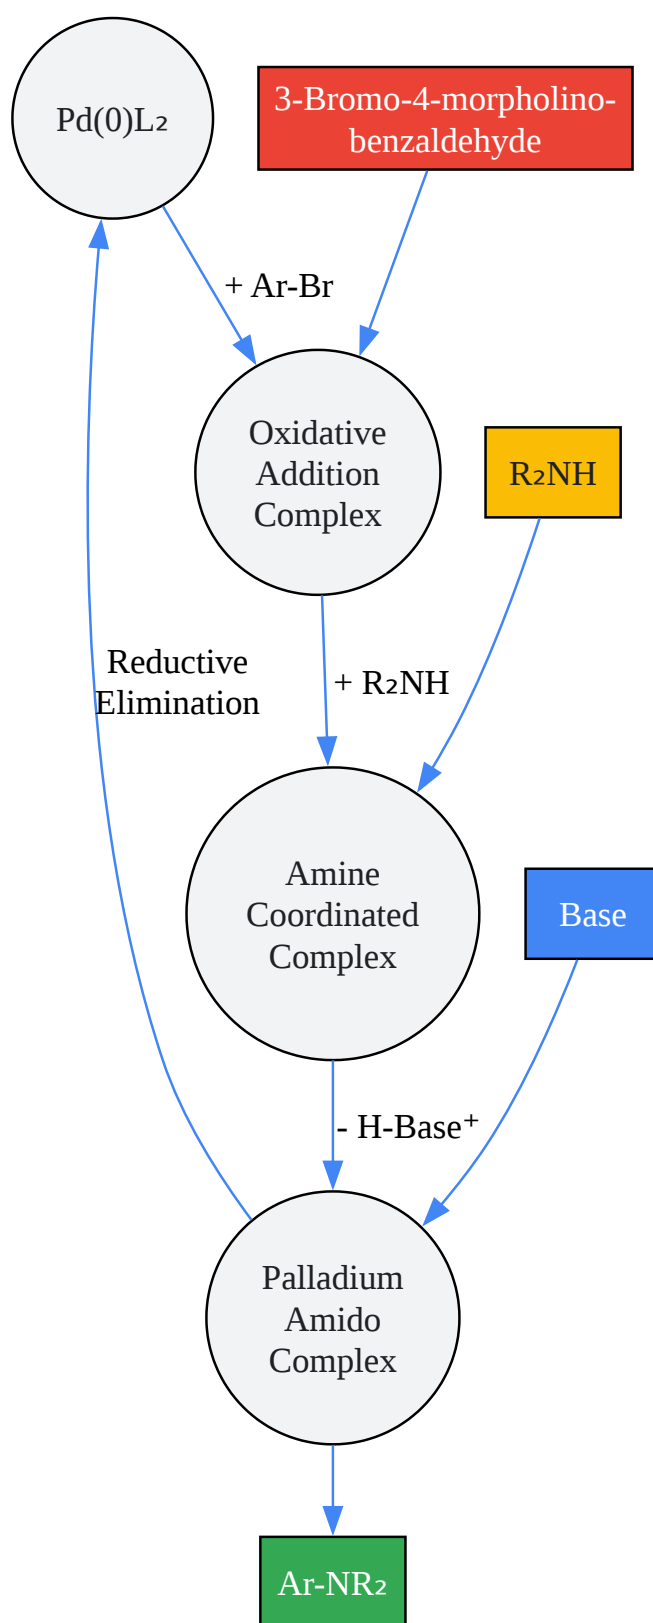 Pd(0)L₂
3-Bromo-4-morpholino-
benzaldehyde
+ Ar-Br
Oxidative
Addition
Complex
R₂NH
Reductive
Elimination
+ R₂NH
Amine
Coordinated
Complex
Base
- H-Base⁺
Palladium
Amido
Complex
Ar-NR₂